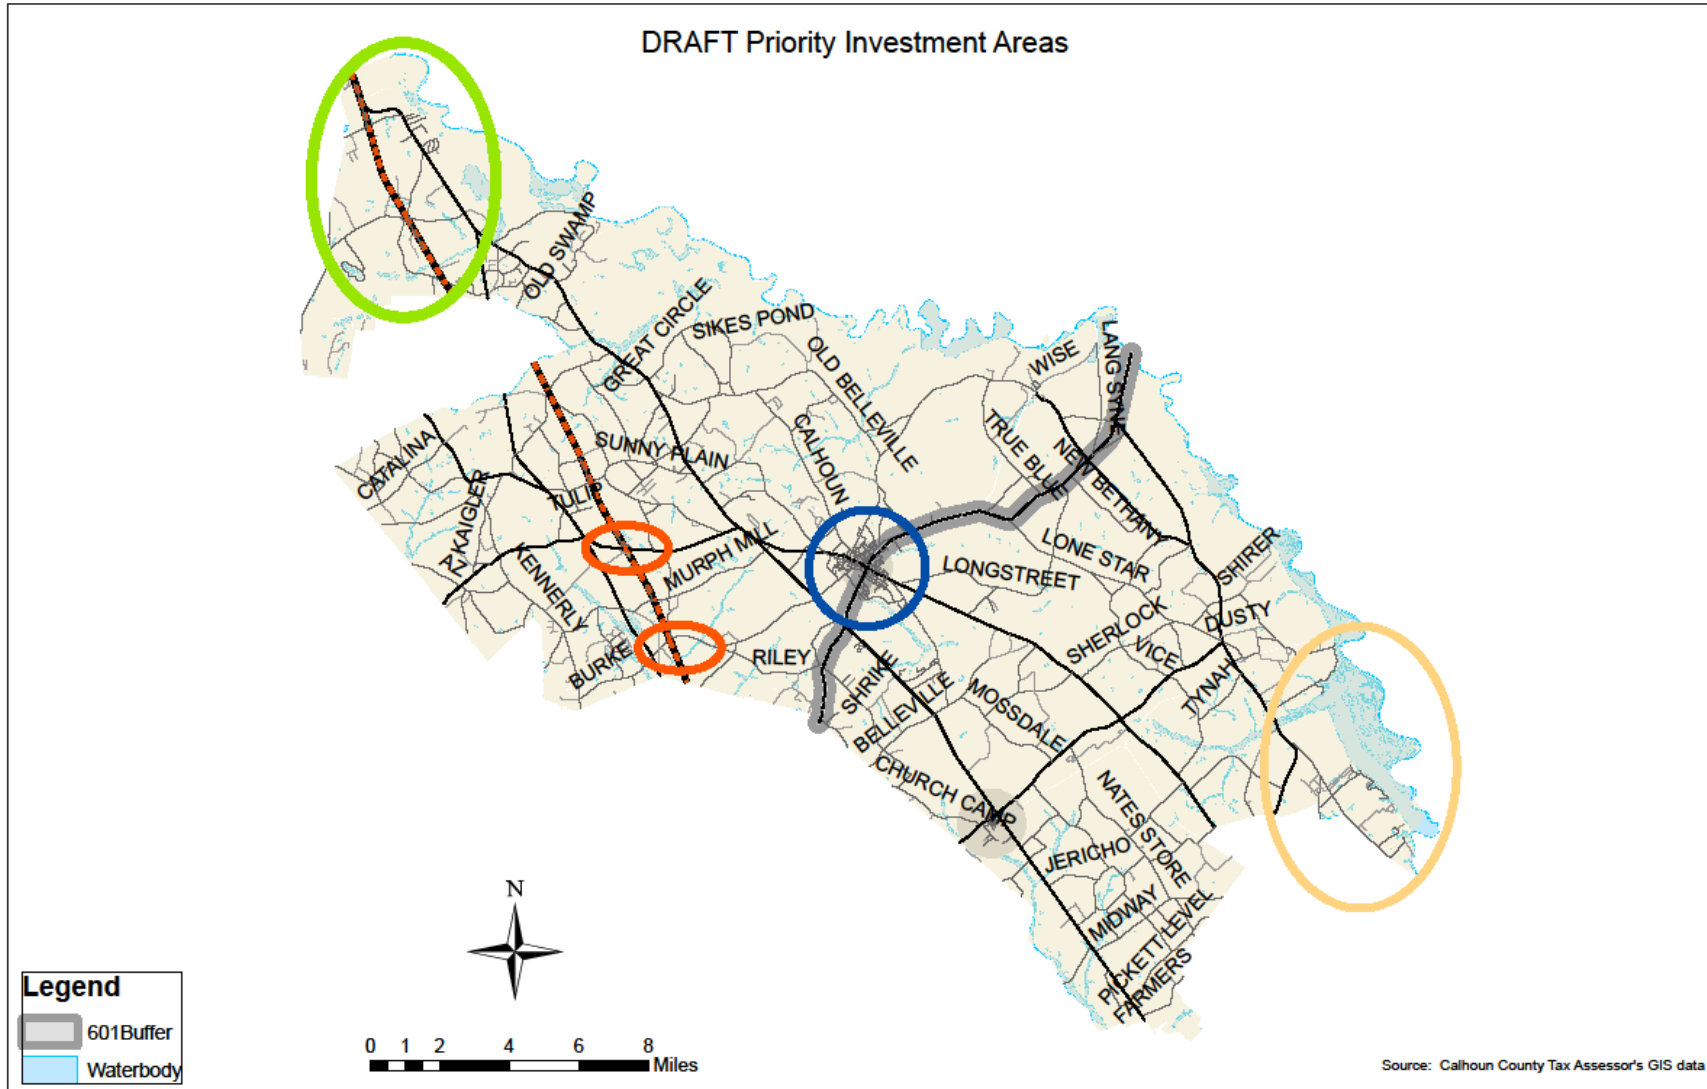 DRAFT Priority Investment Areas
OLD SWAMP
GREAT CIRCLE
SIKES POND
OLD BELLEVILLE
WISE
LANG SYNE
CATALINA
KAIGLER
AZ
TULIP
SUNNY PLAIN
CALHOUN
TRUE BLUE
NEW BETHANY
KENNERLY
MURPH MILL
LONGSTREET
LONE STAR
SHIRER
BURKE
RILEY
SHRIKE
BELLEVILLE
MOSSDALE
SHERLOCK
VICE
DUSTY
TYNAH
CHURCH CAMP
NATES STORE
JERICHO
MIDWAY
PICKETT LEVEL
FARMERS
N
Legend
601Buffer
Waterbody
0 1 2 4 6 8
Miles
Source: Calhoun County Tax Assessor's GIS data